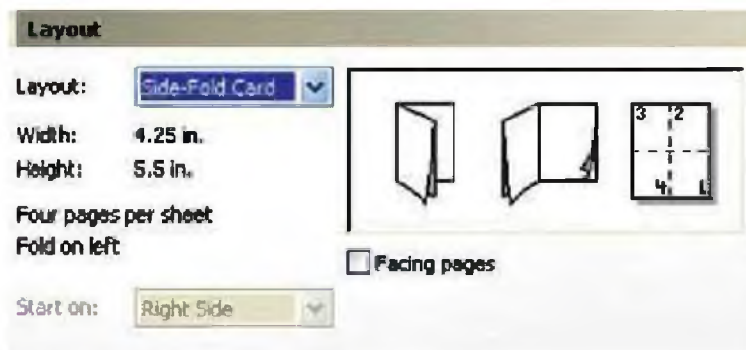 Layout
Layout: Side-Fold Card
Width: 4.25 in.
Height: 5.5 in.
Four pages per sheet
Fold on left
3 2
4 1
Facing pages
Start on: Right Side